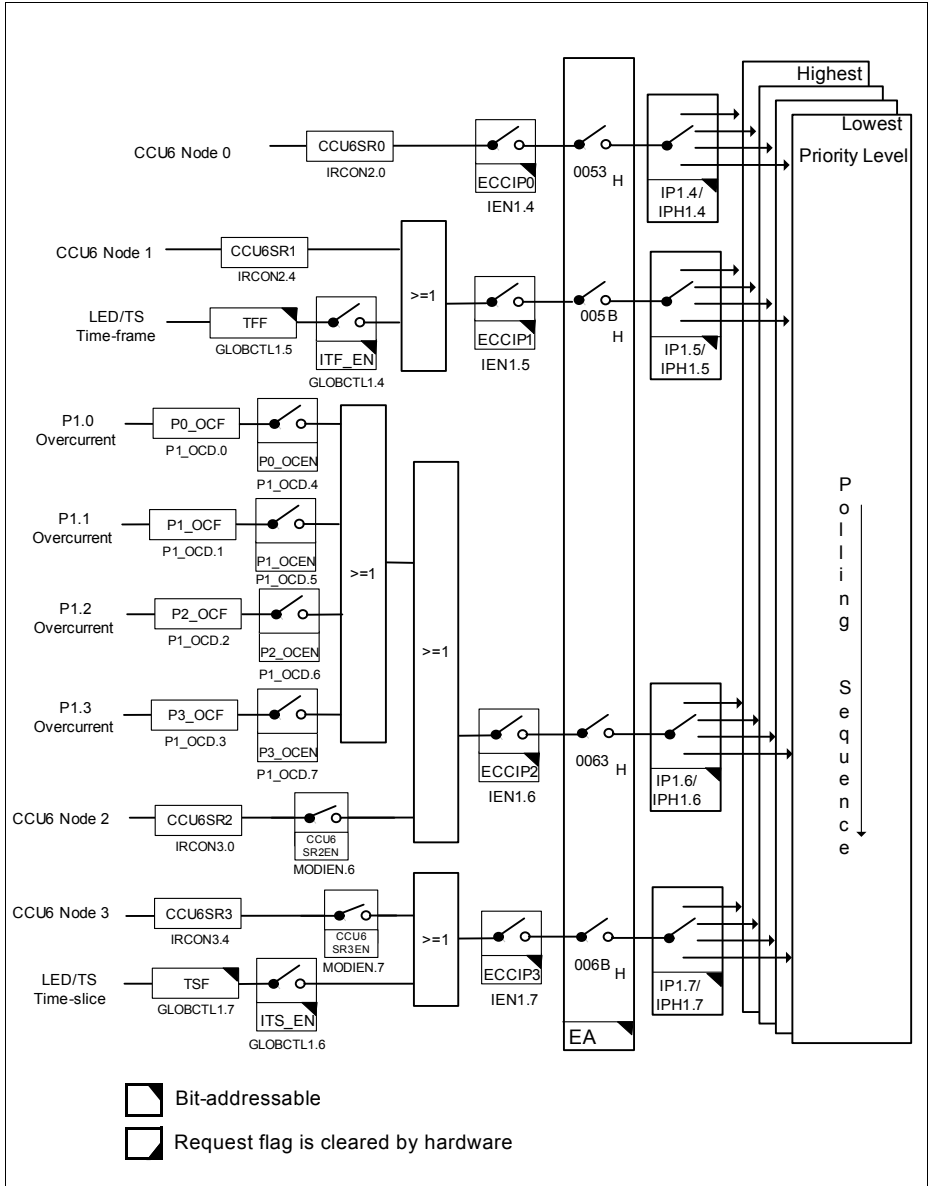 Highest
Lowest
Priority Level
CCU6 Node 0
CCU6SR0
IRCON2.0
ECCIP0
IEN1.4
0053 H
IP1.4/
IPH1.4
CCU6 Node 1
CCU6SR1
IRCON2.4
>=1
LED/TS
Time-frame
TFF
GLOBCTL1.5
ITF_EN
GLOBCTL1.4
ECCIP1
IEN1.5
005B
H
IP1.5/
IPH1.5
P1.0
Overcurrent
P0_OCF
P1_OCD.0
P0_OCEN
P1_OCD.4
P1.1
Overcurrent
P1_OCF
P1_OCD.1
P1_OCEN
P1_OCD.5
>=1
P1.2
Overcurrent
P2_OCF
P1_OCD.2
P2_OCEN
P1_OCD.6
>=1
P1.3
Overcurrent
P3_OCF
P1_OCD.3
P3_OCEN
P1_OCD.7
ECCIP2
IEN1.6
0063
H
IP1.6/
IPH1.6
CCU6 Node 2
CCU6SR2
IRCON3.0
CCU6
SR2EN
MODIEN.6
CCU6 Node 3
CCU6SR3
IRCON3.4
CCU6
SR3EN
MODIEN.7
>=1
LED/TS
Time-slice
TSF
GLOBCTL1.7
ITS_EN
GLOBCTL1.6
ECCIP3
IEN1.7
006B
H
IP1.7/
IPH1.7
EA
Polling Sequence
Bit-addressable
Request flag is cleared by hardware